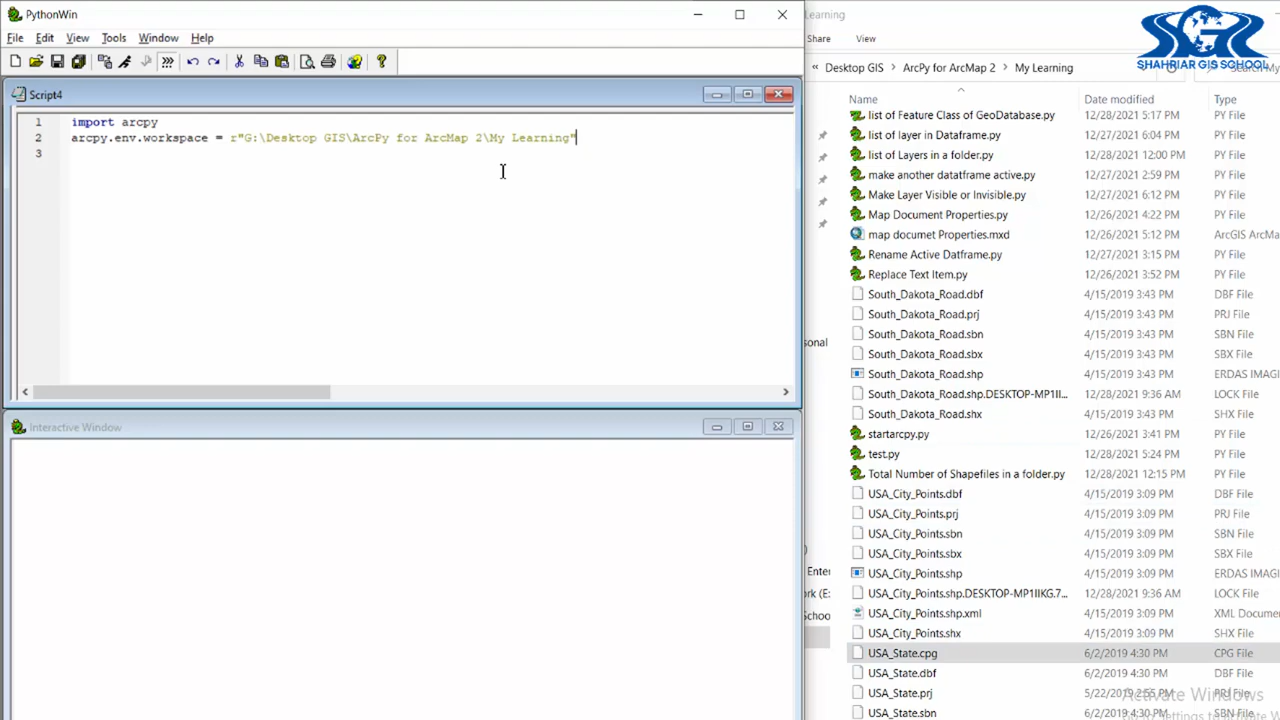 PythonWin
File Edit View Tools Window Help
Script4
1 import arcpy
2 arcpy.env.workspace = r"G:\Desktop GIS\ArcPy for ArcMap 2\My Learning"
3
Interactive Window
Learning
Share View
« Desktop GIS › ArcPy for ArcMap 2 › My Learning
SHAHRIAR GIS SCHOOL
Name Type
list of Feature Class of GeoDatabase.py 12/28/2021 5:17 PM PY File
list of layer in Dataframe.py 12/27/2021 6:04 PM PY File
list of Layers in a folder.py 12/28/2021 12:00 PM PY File
make another datatframe active.py 12/27/2021 2:59 PM PY File
Make Layer Visible or Invisible.py 12/27/2021 6:12 PM PY File
Map Document Properties.py 12/26/2021 4:22 PM PY File
map documet Properties.mxd 12/26/2021 5:12 PM ArcGIS ArcMa
Rename Active Datframe.py 12/27/2021 3:15 PM PY File
Replace Text Item.py 12/26/2021 3:52 PM PY File
South_Dakota_Road.dbf 4/15/2019 3:43 PM DBF File
South_Dakota_Road.prj 4/15/2019 3:43 PM PRJ File
South_Dakota_Road.sbn 4/15/2019 3:43 PM SBN File
South_Dakota_Road.sbx 4/15/2019 3:43 PM SBX File
South_Dakota_Road.shp 4/15/2019 3:43 PM ERDAS IMAGI
South_Dakota_Road.shp.DESKTOP-MP1II... 12/28/2021 9:36 AM LOCK File
South_Dakota_Road.shx 4/15/2019 3:43 PM SHX File
startarcpy.py 12/26/2021 3:41 PM PY File
test.py 12/28/2021 5:24 PM PY File
Total Number of Shapefiles in a folder.py 12/28/2021 12:15 PM PY File
USA_City_Points.dbf 4/15/2019 3:09 PM DBF File
USA_City_Points.prj 4/15/2019 3:09 PM PRJ File
USA_City_Points.sbn 4/15/2019 3:09 PM SBN File
USA_City_Points.sbx 4/15/2019 3:09 PM SBX File
USA_City_Points.shp 4/15/2019 3:09 PM ERDAS IMAGI
USA_City_Points.shp.DESKTOP-MP1IIKG.7... 12/28/2021 9:36 AM LOCK File
USA_City_Points.shp.xml 4/15/2019 3:09 PM XML Documen
USA_City_Points.shx 4/15/2019 3:09 PM SHX File
USA_State.cpg 6/2/2019 4:30 PM CPG File
USA_State.dbf 6/2/2019 4:30 PM DBF File
USA_State.prj 5/22/2019 2:55 PM PRJ File
USA_State.sbn 6/2/2019 4:30 PM SBN File
Activate Windows